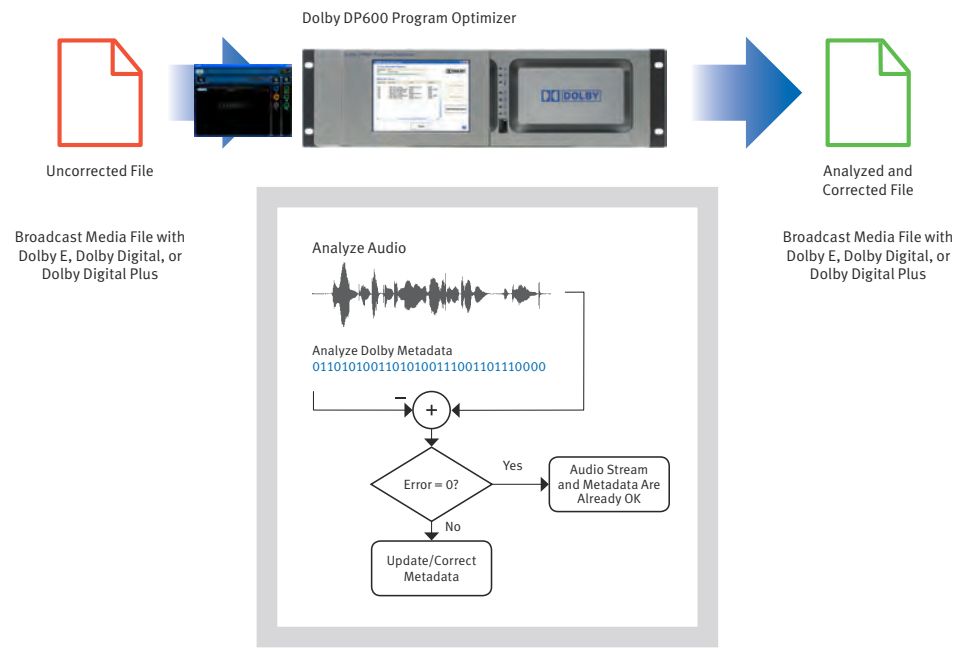 Dolby DP600 Program Optimizer
DOLBY
Uncorrected File
Analyzed and
Corrected File
Broadcast Media File with
Dolby E, Dolby Digital, or
Dolby Digital Plus
Broadcast Media File with
Dolby E, Dolby Digital, or
Dolby Digital Plus
Analyze Audio
Analyze Dolby Metadata
01101010011010100111001101110000
−
+
Error = 0?
Yes
Audio Stream
and Metadata Are
Already OK
No
Update/Correct
Metadata